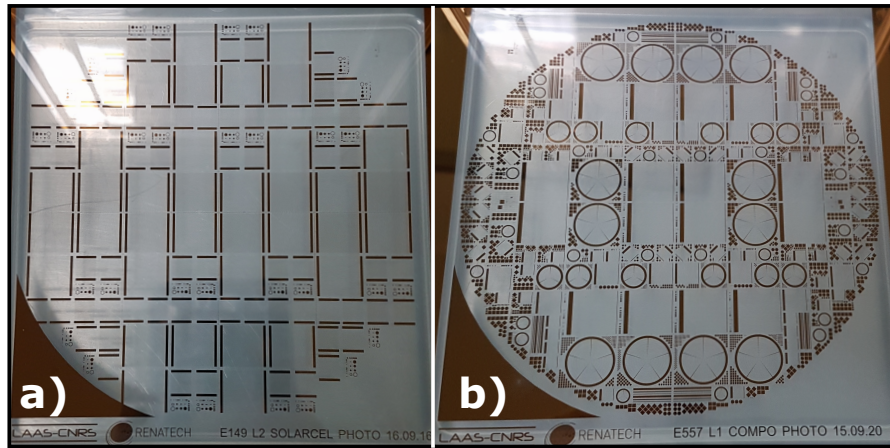 a)
LAAS-CNRS RENATECH E149 L2 SOLARCEL PHOTO 16.09.16
b)
LAAS-CNRS RENATECH E557 L1 COMPO PHOTO 15.09.20